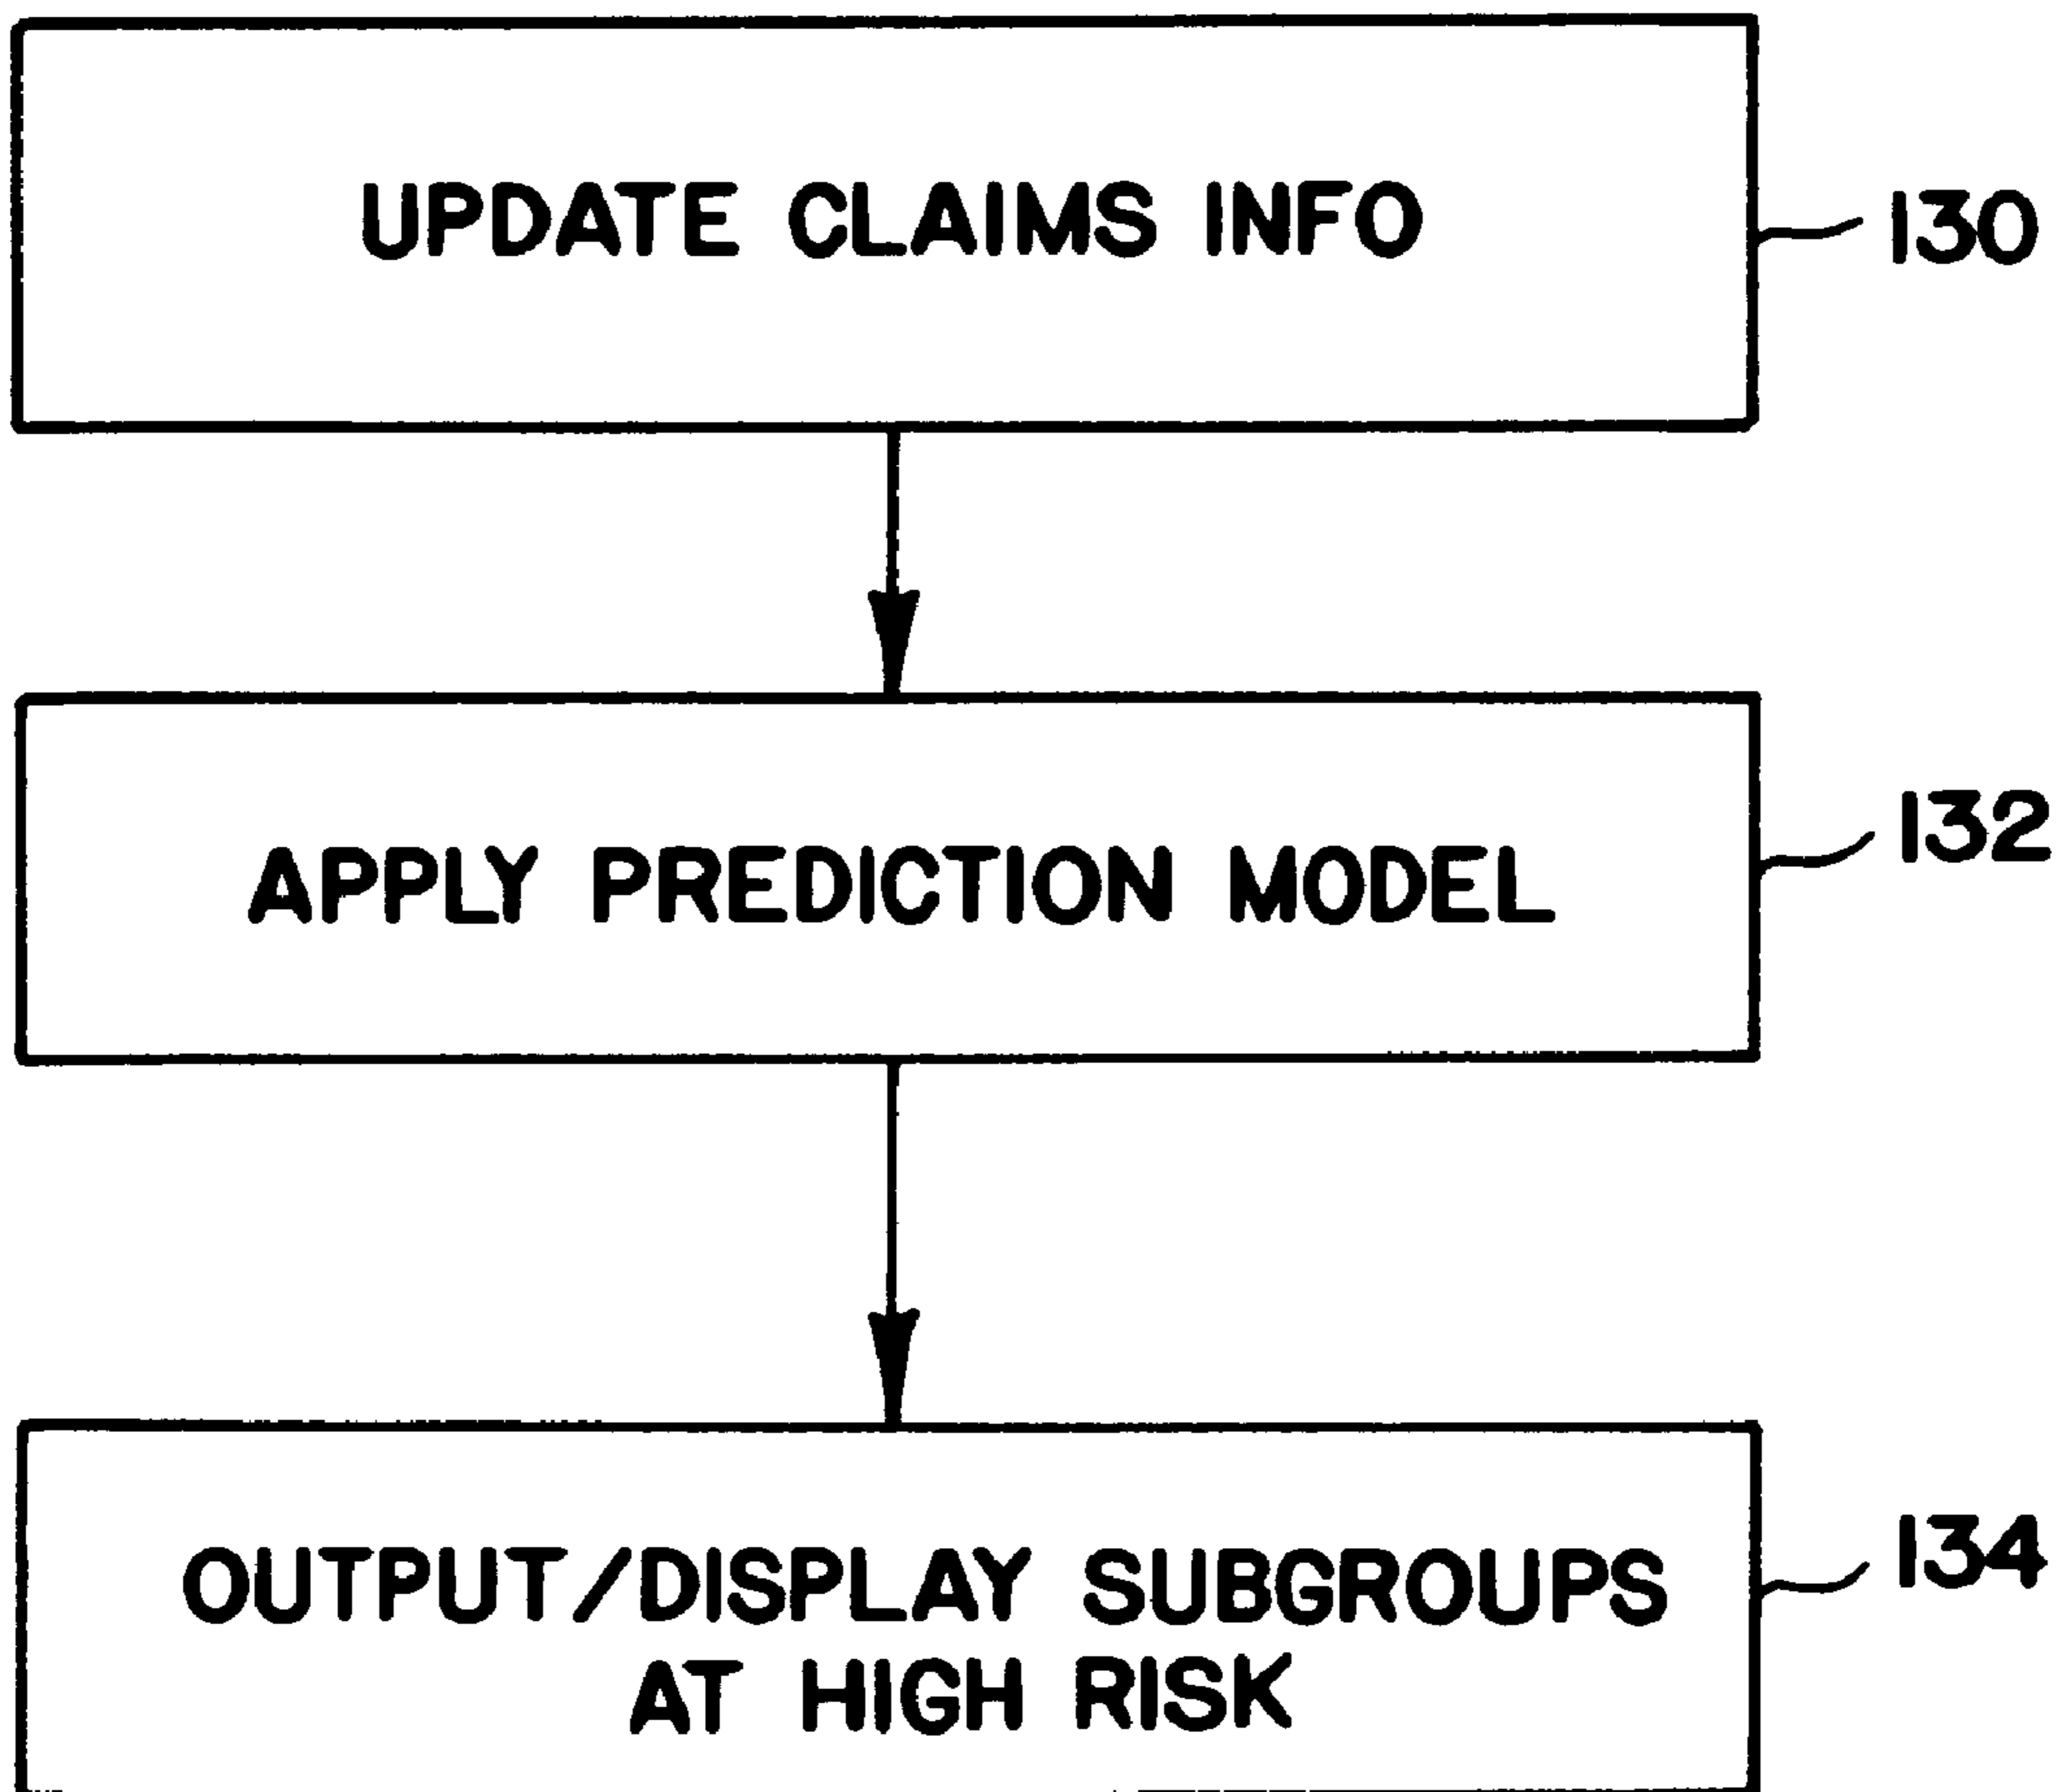 UPDATE CLAIMS INFO
130
APPLY PREDICTION MODEL
132
OUTPUT/DISPLAY SUBGROUPS
AT HIGH RISK
134